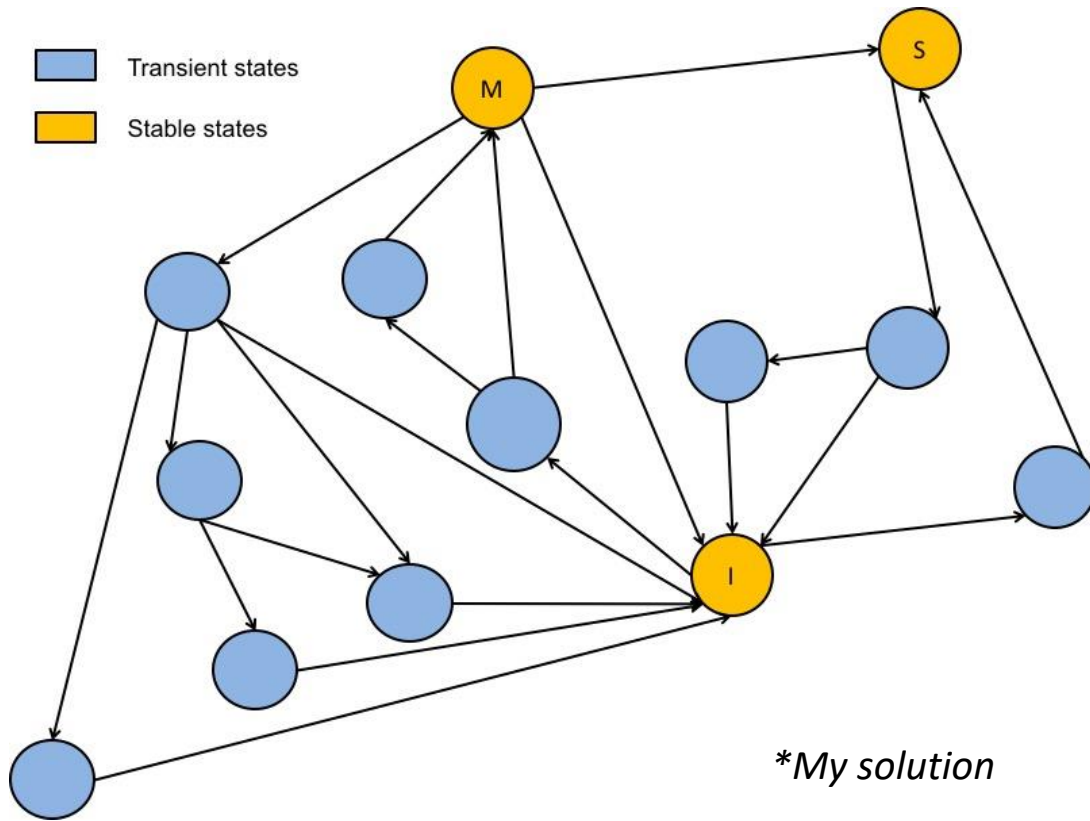 Transient states
Stable states
M
S
I
*My solution